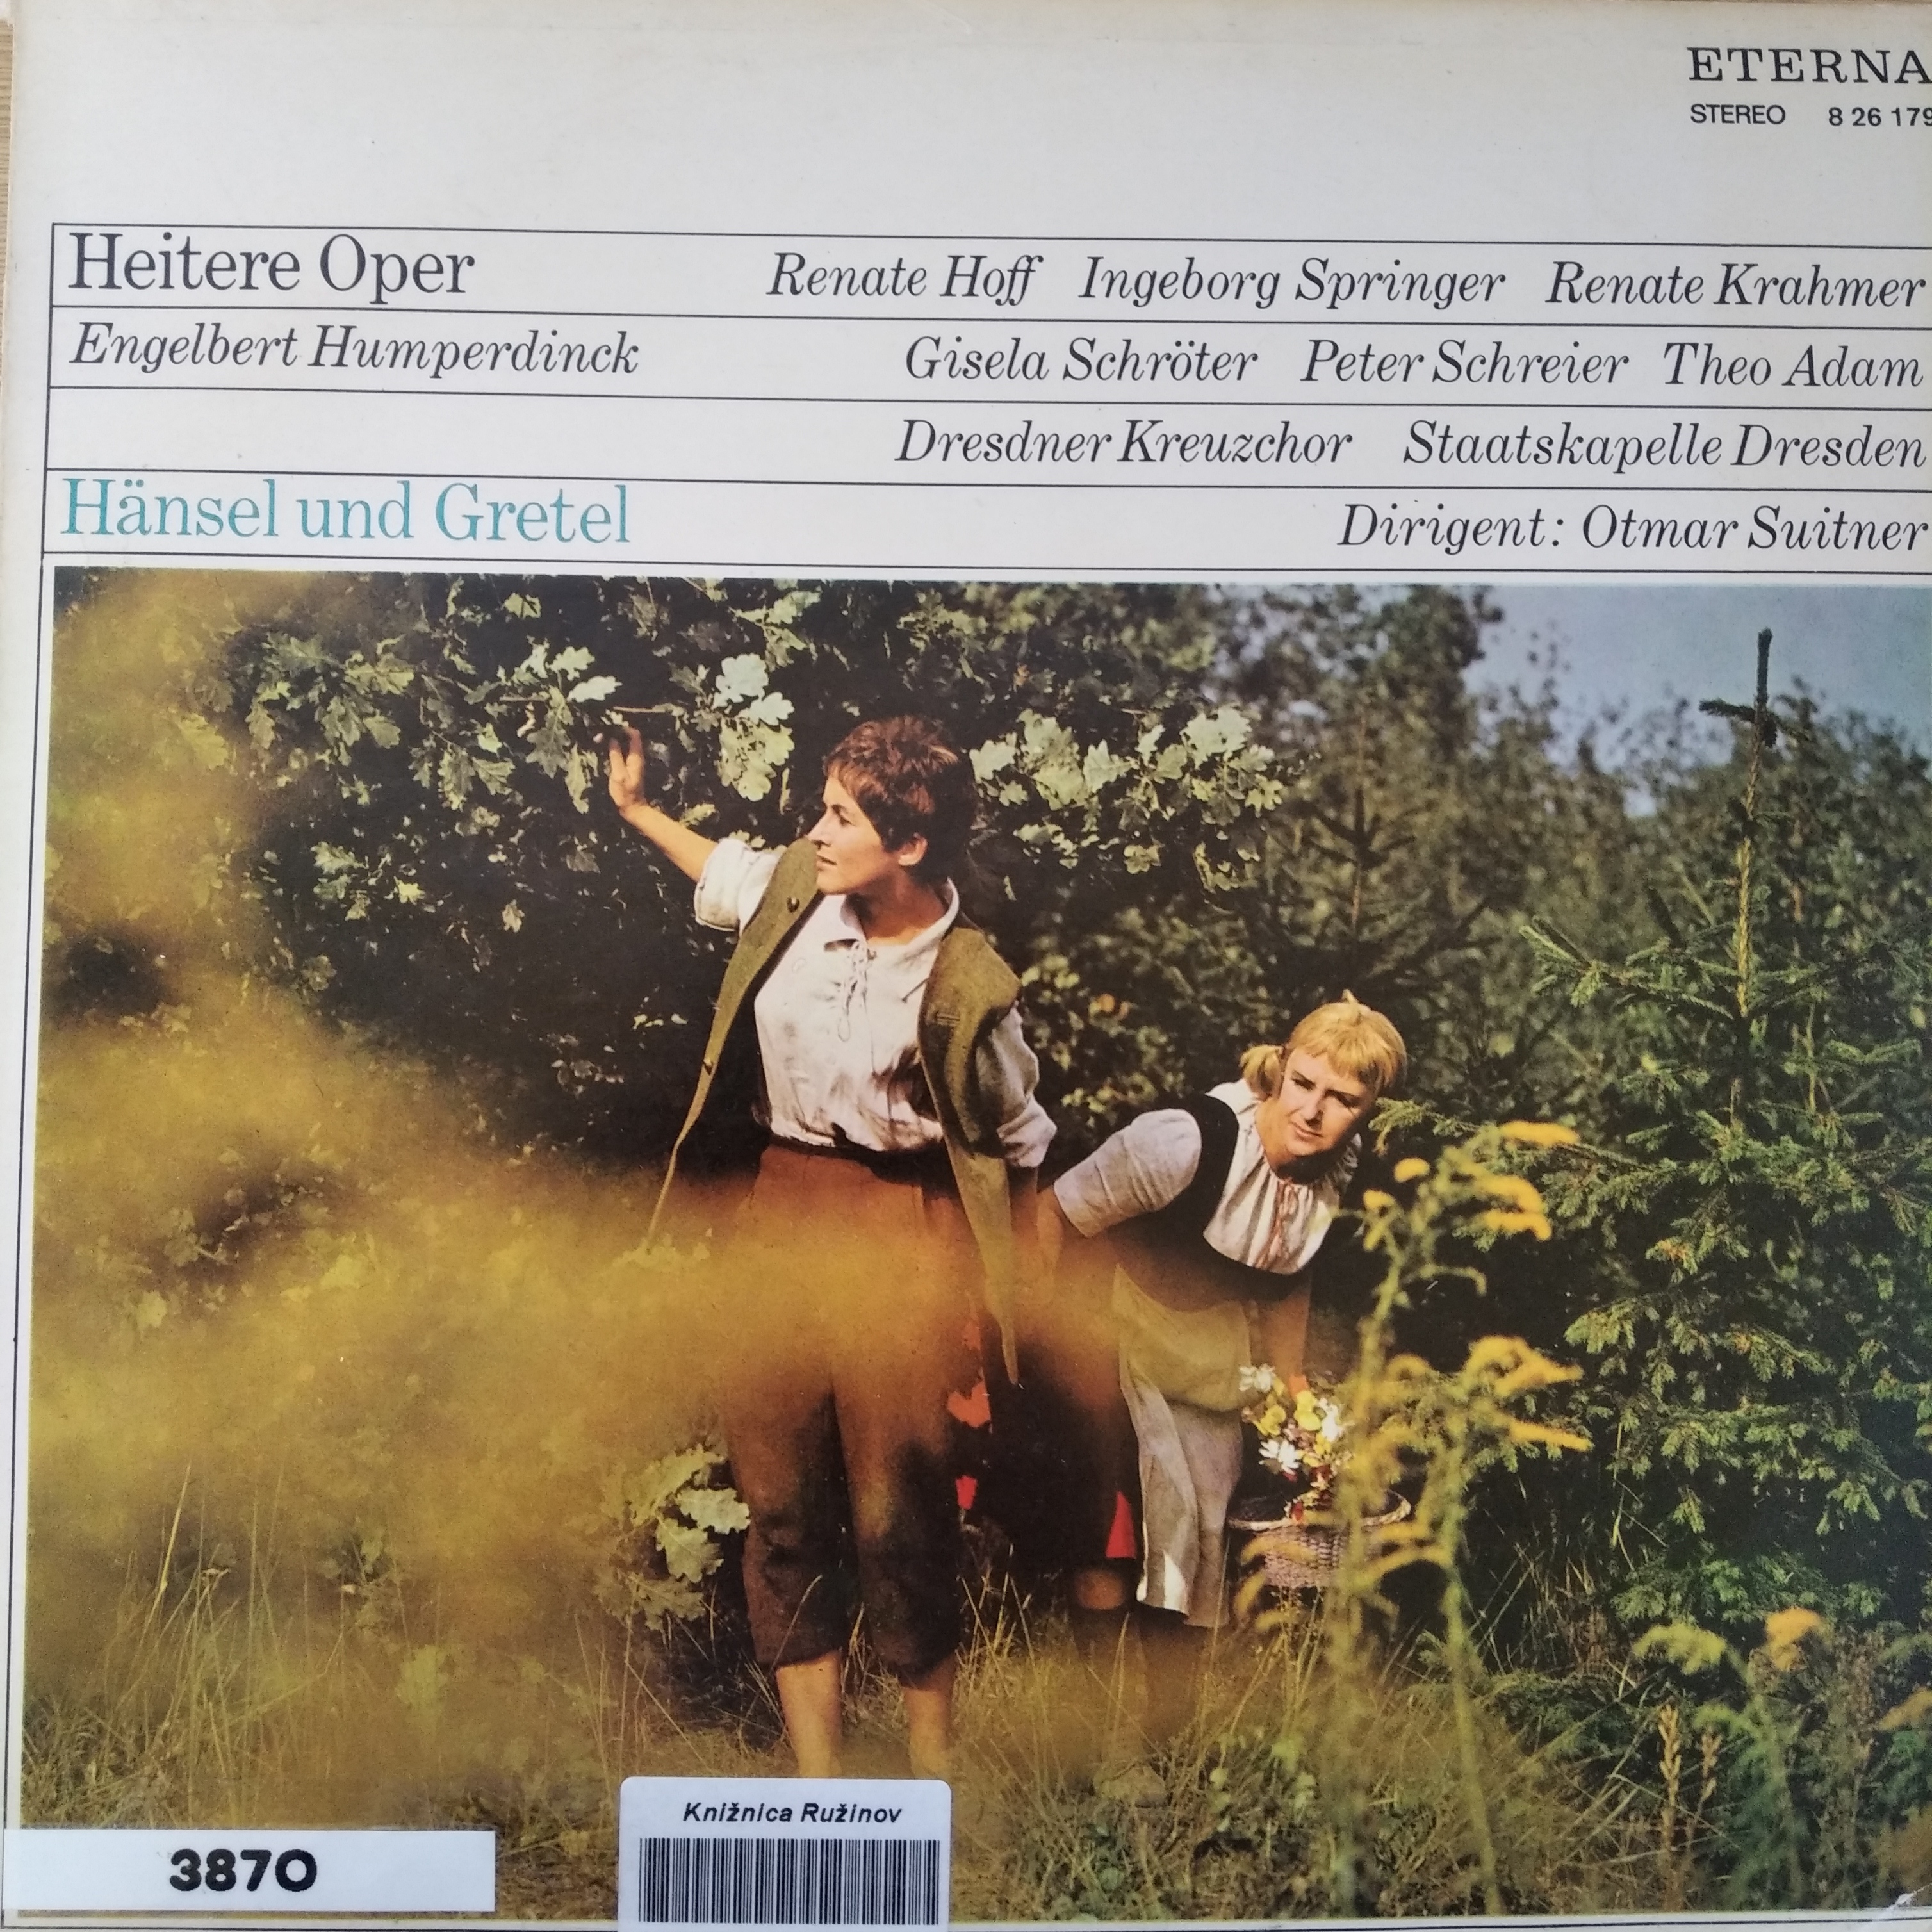 ETERNA
STEREO 8 26 179
Heitere Oper
Renate Hoff Ingeborg Springer Renate Krahmer
Engelbert Humperdinck
Gisela Schröter Peter Schreier Theo Adam
Dresdner Kreuzchor Staatskapelle Dresden
Hänsel und Gretel
Dirigent: Otmar Suitner
Knižnica Ružinov
3870